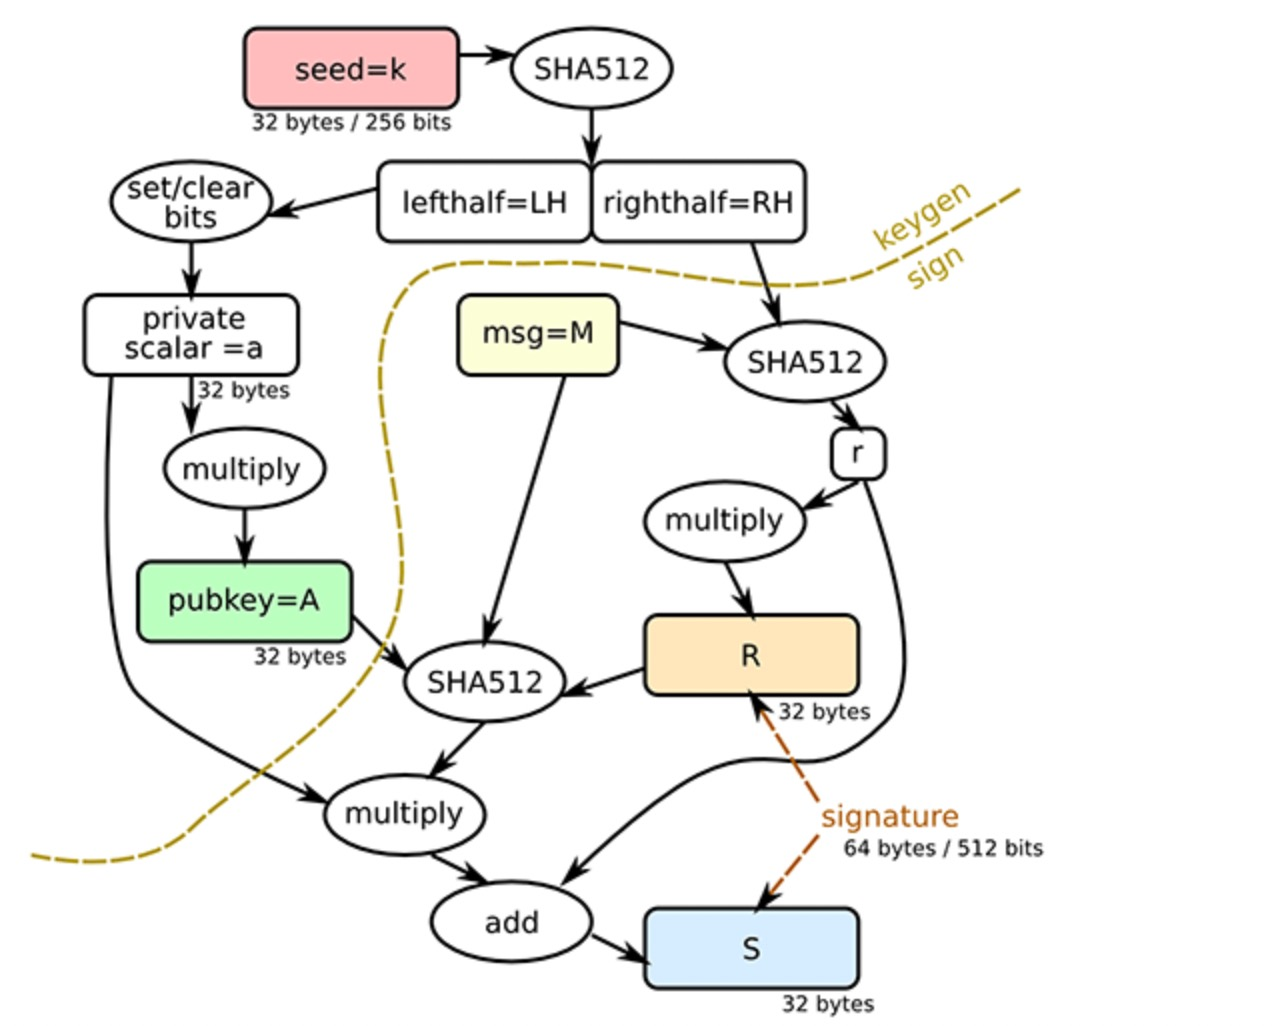 seed=k
SHA512
32 bytes / 256 bits
set/clear
bits
lefthalf=LH
righthalf=RH
keygen
sign
private
scalar =a
32 bytes
msg=M
SHA512
r
multiply
multiply
pubkey=A
32 bytes
SHA512
R
32 bytes
multiply
signature
64 bytes / 512 bits
add
S
32 bytes